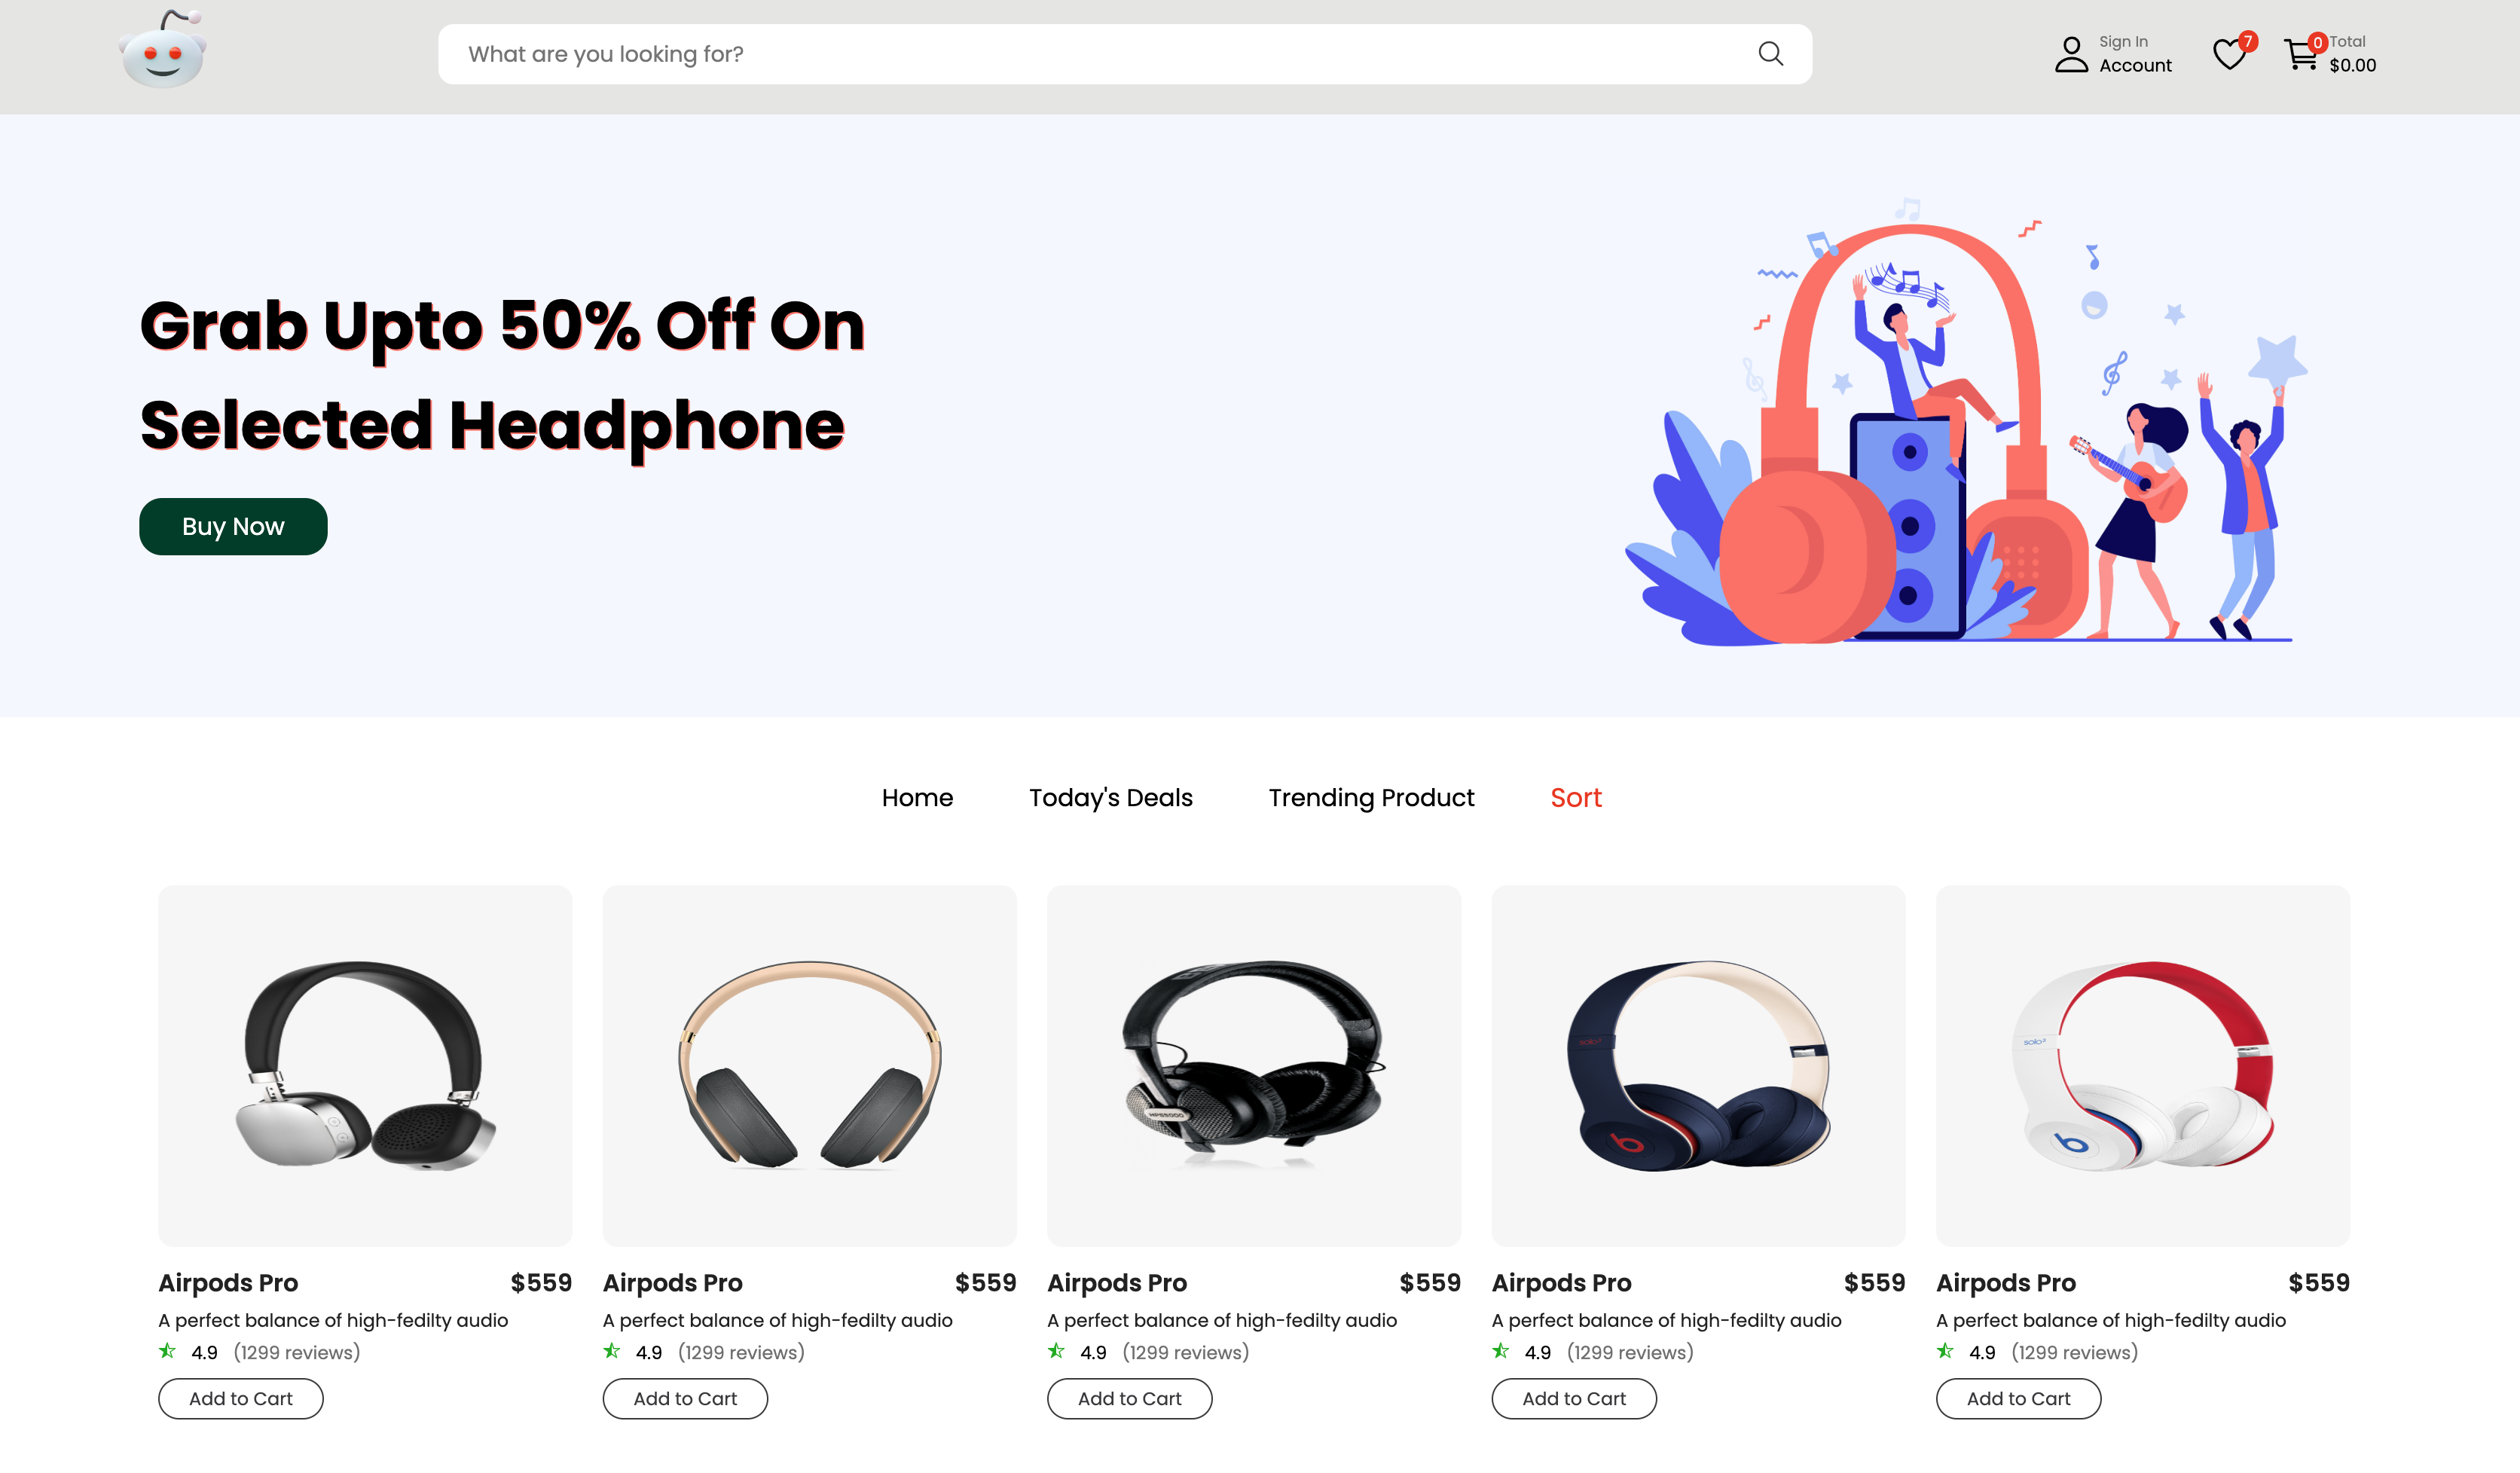 What are you looking for?
Sign In
Account
7
0
Total
$0.00
Grab Upto 50% Off On
Selected Headphone
Buy Now
Home Today's Deals Trending Product Sort
solo³ solo³
HPS5000
Airpods Pro $559 Airpods Pro $559 Airpods Pro $559 Airpods Pro $559 Airpods Pro $559
A perfect balance of high-fedilty audio A perfect balance of high-fedilty audio A perfect balance of high-fedilty audio A perfect balance of high-fedilty audio A perfect balance of high-fedilty audio
4.9 (1299 reviews) 4.9 (1299 reviews) 4.9 (1299 reviews) 4.9 (1299 reviews) 4.9 (1299 reviews)
Add to Cart Add to Cart Add to Cart Add to Cart Add to Cart